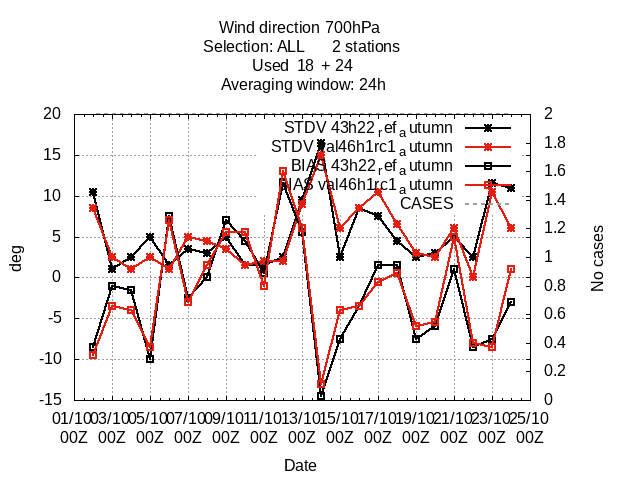 Wind direction 700hPa
Selection: ALL 2 stations
Used 18 + 24
Averaging window: 24h
STDV 43h22_ref_autumn
STDV val46h1rc1_autumn
BIAS 43h22_ref_autumn
BIAS val46h1rc1_autumn
CASES
20
15
10
5
0
-5
-10
-15
deg
2
1.8
1.6
1.4
1.2
1
0.8
0.6
0.4
0.2
0
No cases
01/10 03/10 05/10 07/10 09/10 11/10 13/10 15/10 17/10 19/10 21/10 23/10 25/10
00Z 00Z 00Z 00Z 00Z 00Z 00Z 00Z 00Z 00Z 00Z 00Z 00Z
Date